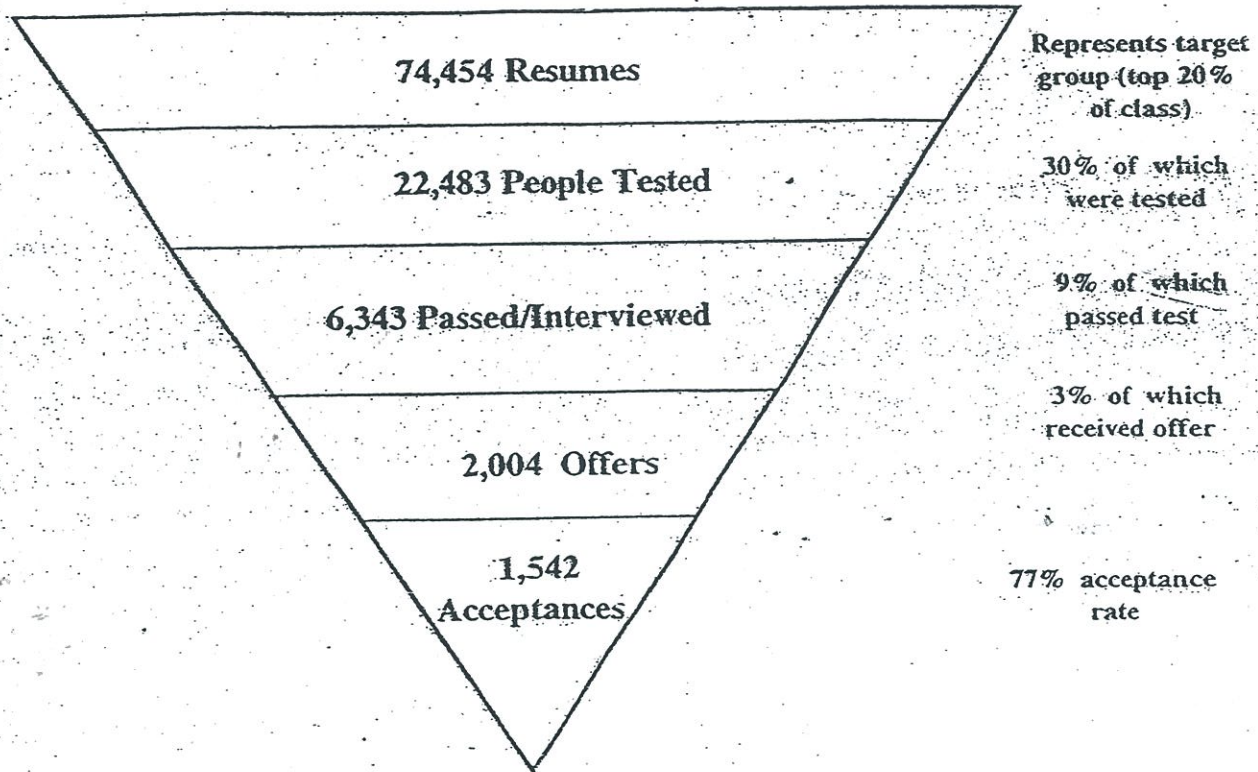 74,454 Resumes
Represents target
group (top 20%
of class)
22,483 People Tested
30% of which
were tested
6,343 Passed/Interviewed
9% of which
passed test
2,004 Offers
3% of which
received offer
1,542
Acceptances
77% acceptance
rate